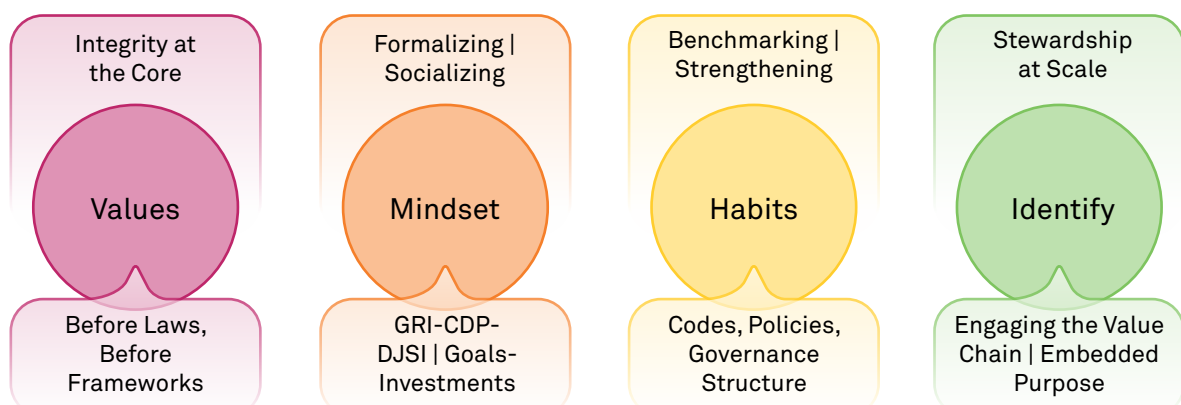 Integrity at
the Core
Values
Before Laws,
Before
Frameworks
Formalizing |
Socializing
Mindset
GRI-CDP-
DJSI | Goals-
Investments
Benchmarking |
Strengthening
Habits
Codes, Policies,
Governance
Structure
Stewardship
at Scale
Identify
Engaging the Value
Chain | Embedded
Purpose